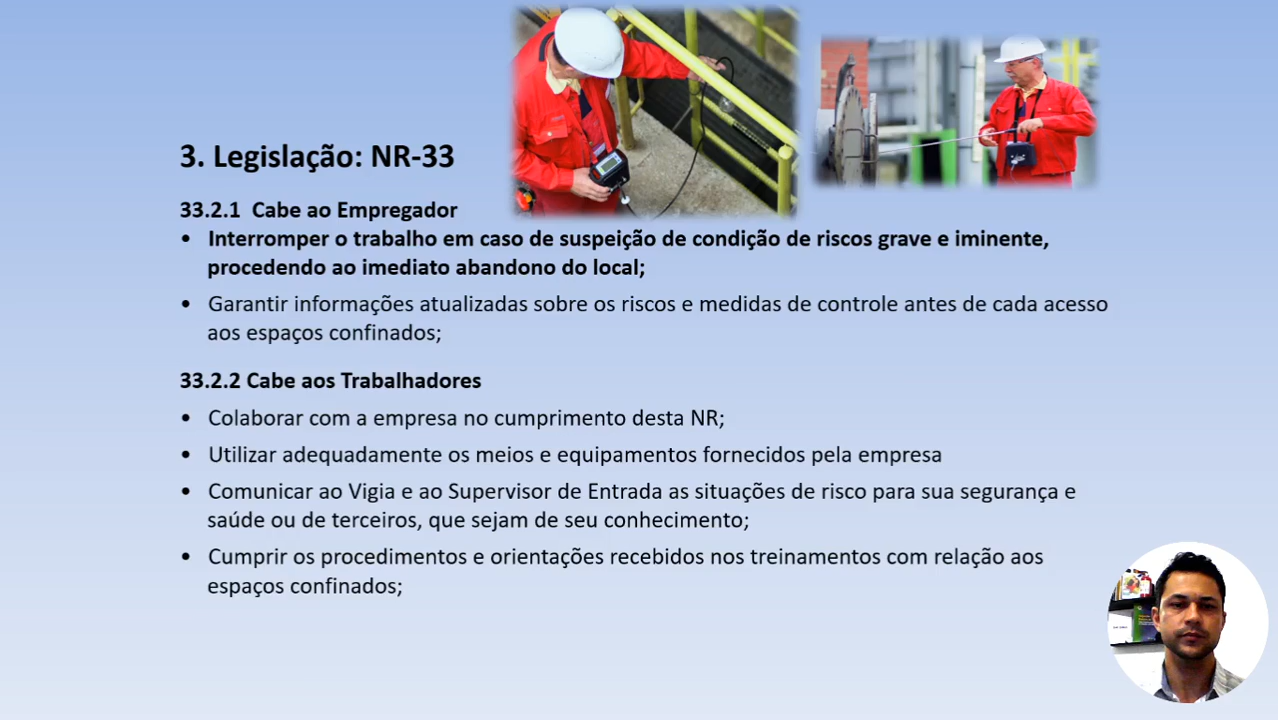 3. Legislação: NR-33
33.2.1 Cabe ao Empregador
• Interromper o trabalho em caso de suspeição de condição de riscos grave e iminente,
procedendo ao imediato abandono do local;
• Garantir informações atualizadas sobre os riscos e medidas de controle antes de cada acesso
aos espaços confinados;
33.2.2 Cabe aos Trabalhadores
• Colaborar com a empresa no cumprimento desta NR;
• Utilizar adequadamente os meios e equipamentos fornecidos pela empresa
• Comunicar ao Vigia e ao Supervisor de Entrada as situações de risco para sua segurança e
saúde ou de terceiros, que sejam de seu conhecimento;
• Cumprir os procedimentos e orientações recebidos nos treinamentos com relação aos
espaços confinados;